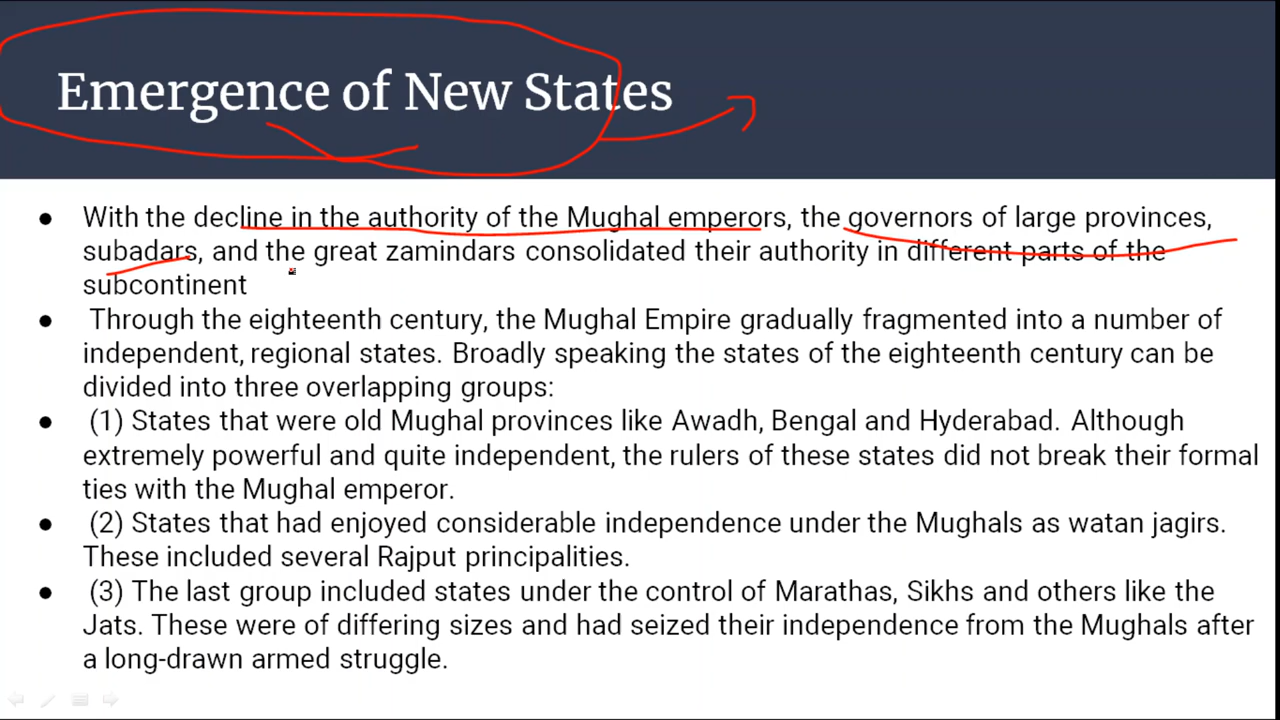 Emergence of New States
● With the decline in the authority of the Mughal emperors, the governors of large provinces,
subadars, and the great zamindars consolidated their authority in different parts of the
subcontinent
● Through the eighteenth century, the Mughal Empire gradually fragmented into a number of
independent, regional states. Broadly speaking the states of the eighteenth century can be
divided into three overlapping groups:
● (1) States that were old Mughal provinces like Awadh, Bengal and Hyderabad. Although
extremely powerful and quite independent, the rulers of these states did not break their formal
ties with the Mughal emperor.
● (2) States that had enjoyed considerable independence under the Mughals as watan jagirs.
These included several Rajput principalities.
● (3) The last group included states under the control of Marathas, Sikhs and others like the
Jats. These were of differing sizes and had seized their independence from the Mughals after
a long-drawn armed struggle.